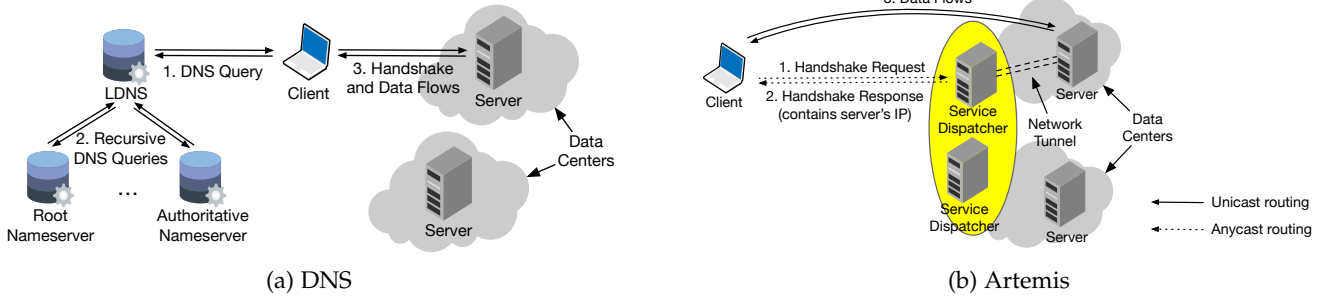 1. DNS Query
LDNS
Client
3. Handshake
and Data Flows
Server
2. Recursive
DNS Queries
Data
Centers
...
Root
Nameserver
Authoritative
Nameserver
Server
(a) DNS
Data Flows
Client
1. Handshake Request
2. Handshake Response
(contains server's IP)
Service
Dispatcher
Network
Tunnel
Server
Data
Centers
Service
Dispatcher
Server
Unicast routing
Anycast routing
(b) Artemis